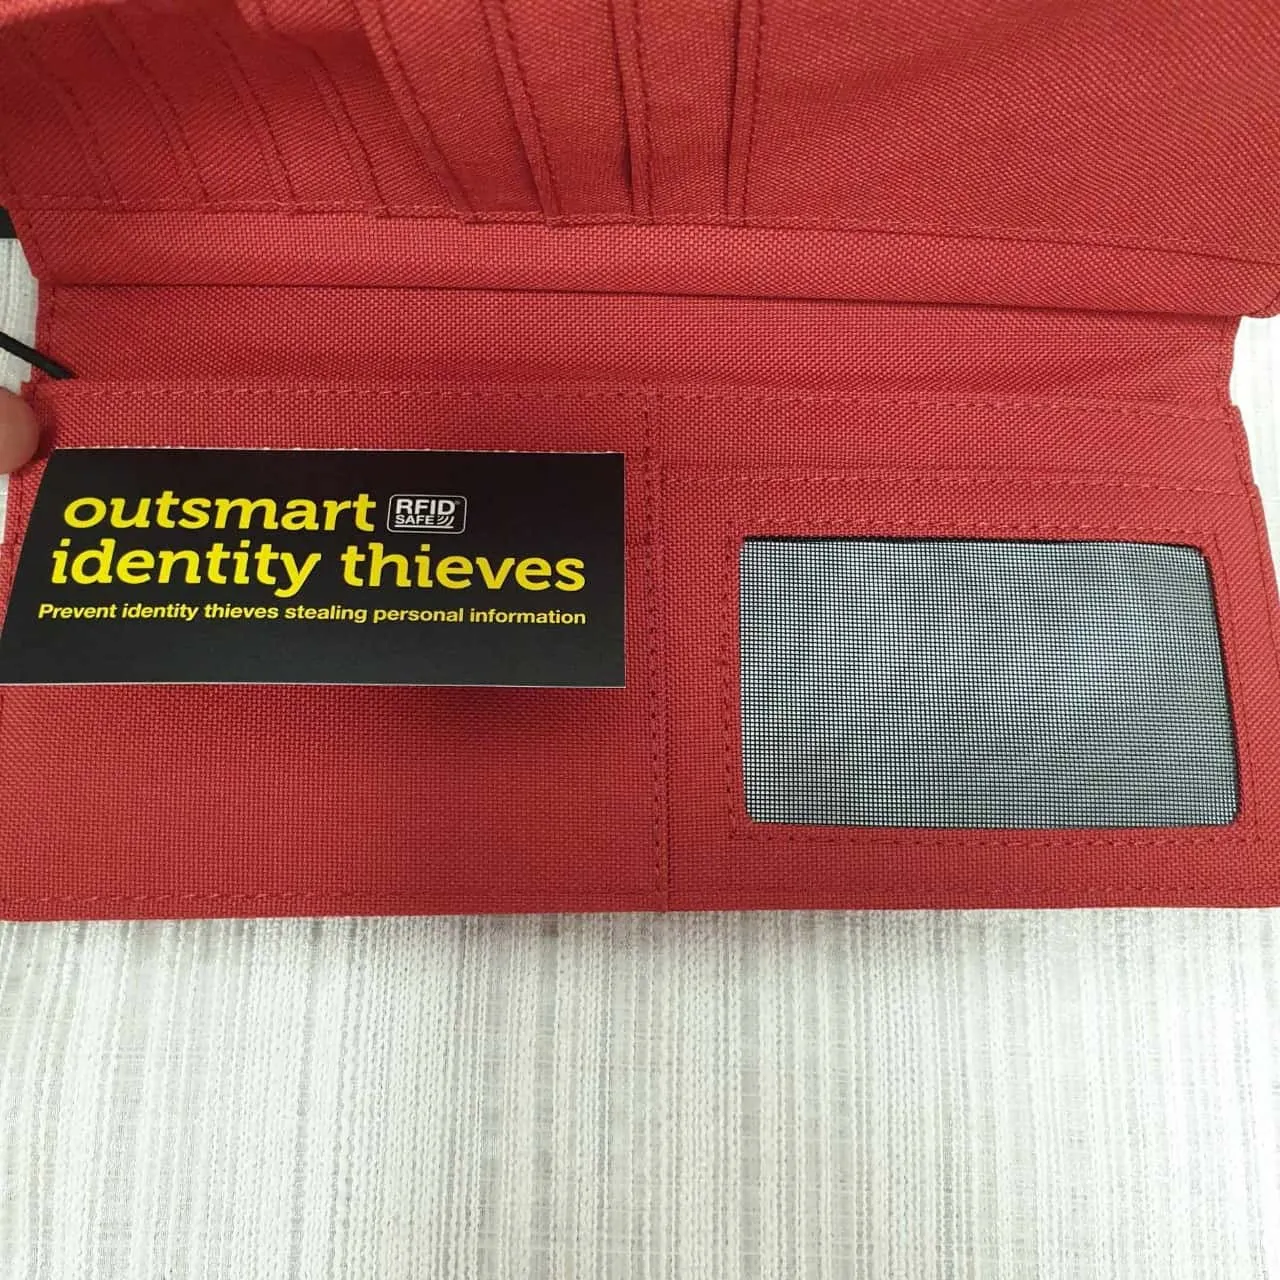 outsmart RFID® SAFE
identity thieves
Prevent identity thieves stealing personal information